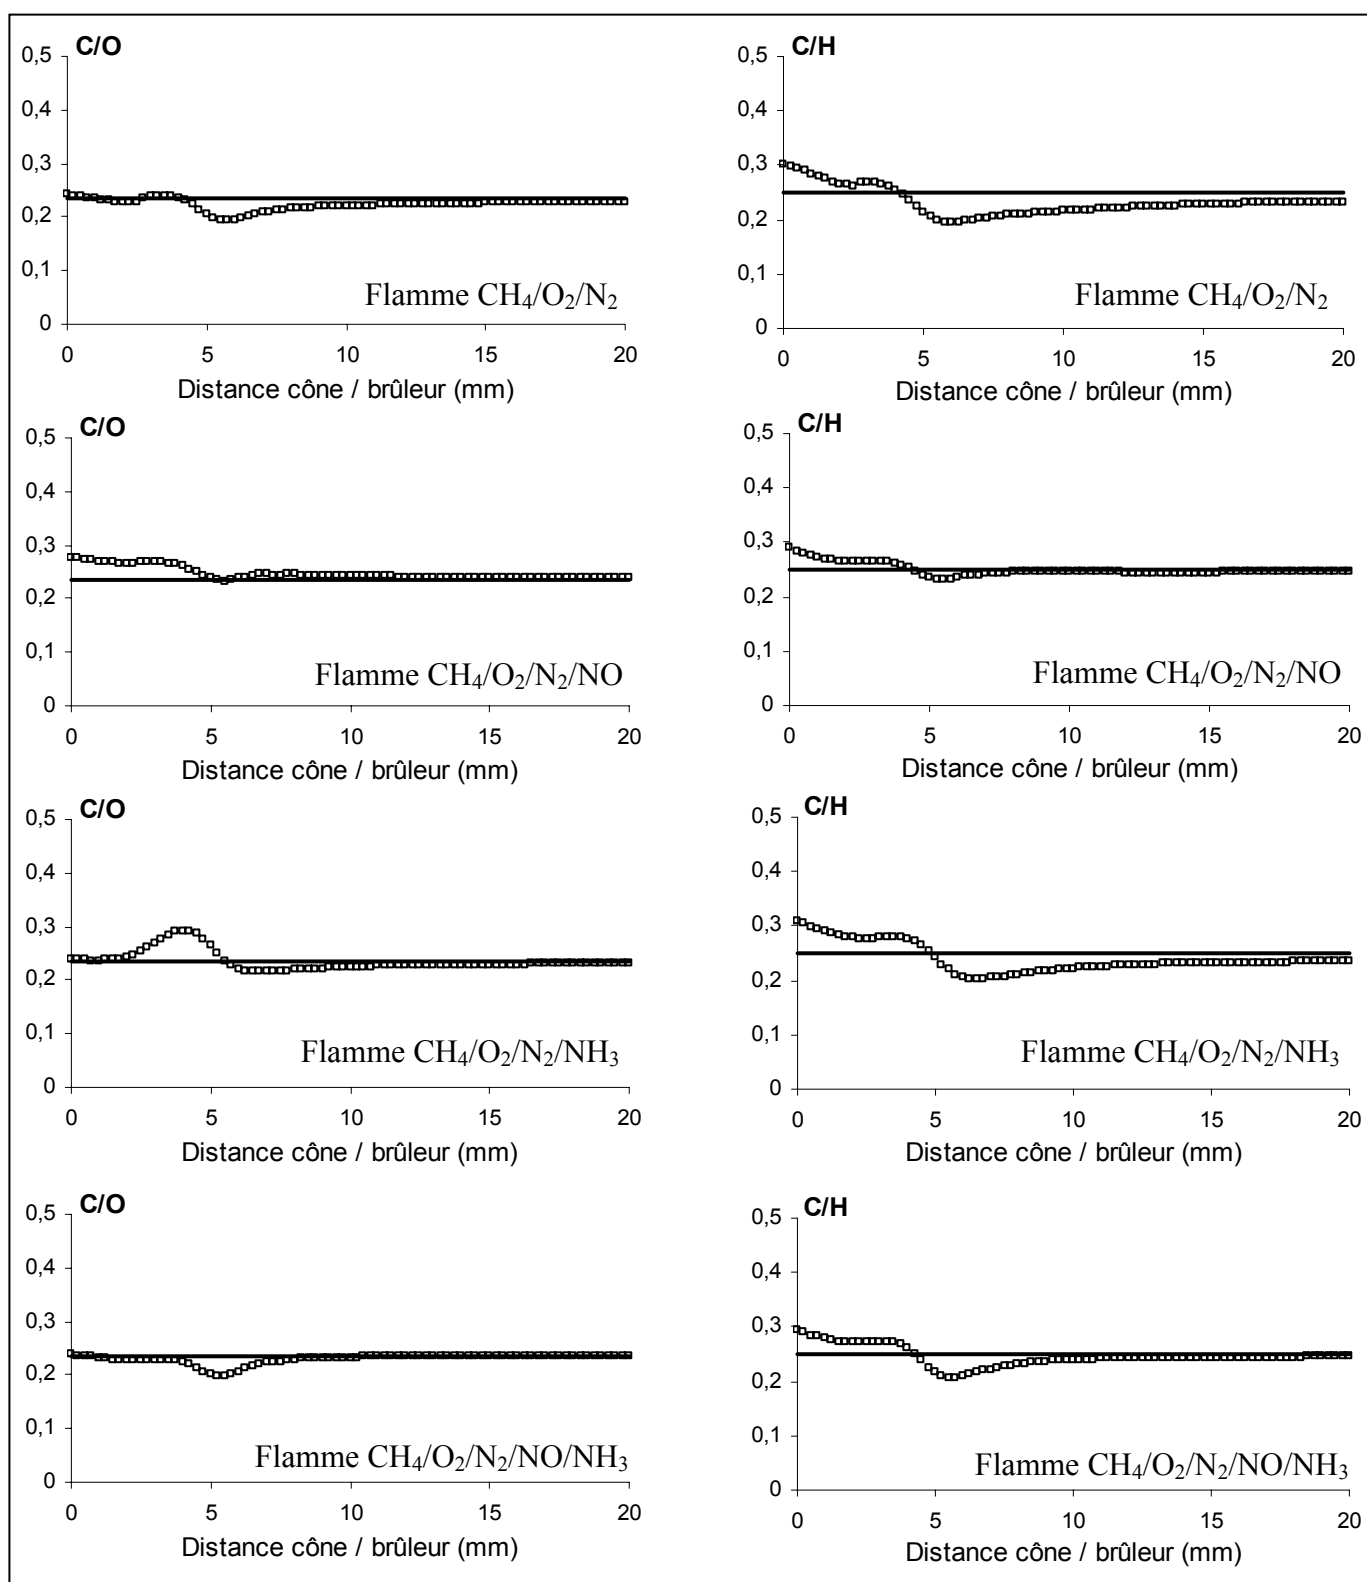 C/O
0,5
0,4
0,3
0,2
0,1
0
Flamme CH₄/O₂/N₂
0 5 10 15 20
Distance cône / brûleur (mm)
C/H
0,5
0,4
0,3
0,2
0,1
0
Flamme CH₄/O₂/N₂
0 5 10 15 20
Distance cône / brûleur (mm)
C/O
0,5
0,4
0,3
0,2
0,1
0
Flamme CH₄/O₂/N₂/NO
0 5 10 15 20
Distance cône / brûleur (mm)
C/H
0,5
0,4
0,3
0,2
0,1
0
Flamme CH₄/O₂/N₂/NO
0 5 10 15 20
Distance cône / brûleur (mm)
C/O
0,5
0,4
0,3
0,2
0,1
0
Flamme CH₄/O₂/N₂/NH₃
0 5 10 15 20
Distance cône / brûleur (mm)
C/H
0,5
0,4
0,3
0,2
0,1
0
Flamme CH₄/O₂/N₂/NH₃
0 5 10 15 20
Distance cône / brûleur (mm)
C/O
0,5
0,4
0,3
0,2
0,1
0
Flamme CH₄/O₂/N₂/NO/NH₃
0 5 10 15 20
Distance cône / brûleur (mm)
C/H
0,5
0,4
0,3
0,2
0,1
0
Flamme CH₄/O₂/N₂/NO/NH₃
0 5 10 15 20
Distance cône / brûleur (mm)